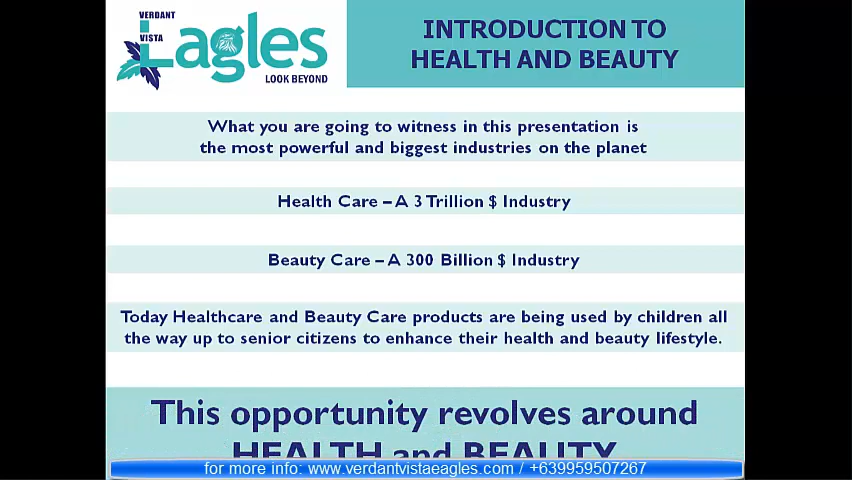 VERDANT
VISTA
Eagles
LOOK BEYOND
INTRODUCTION TO
HEALTH AND BEAUTY
What you are going to witness in this presentation is
the most powerful and biggest industries on the planet
Health Care – A 3 Trillion $ Industry
Beauty Care – A 300 Billion $ Industry
Today Healthcare and Beauty Care products are being used by children all
the way up to senior citizens to enhance their health and beauty lifestyle.
This opportunity revolves around
HEALTH and BEAUTY
for more info: www.verdantvistaeagles.com / +639959507267